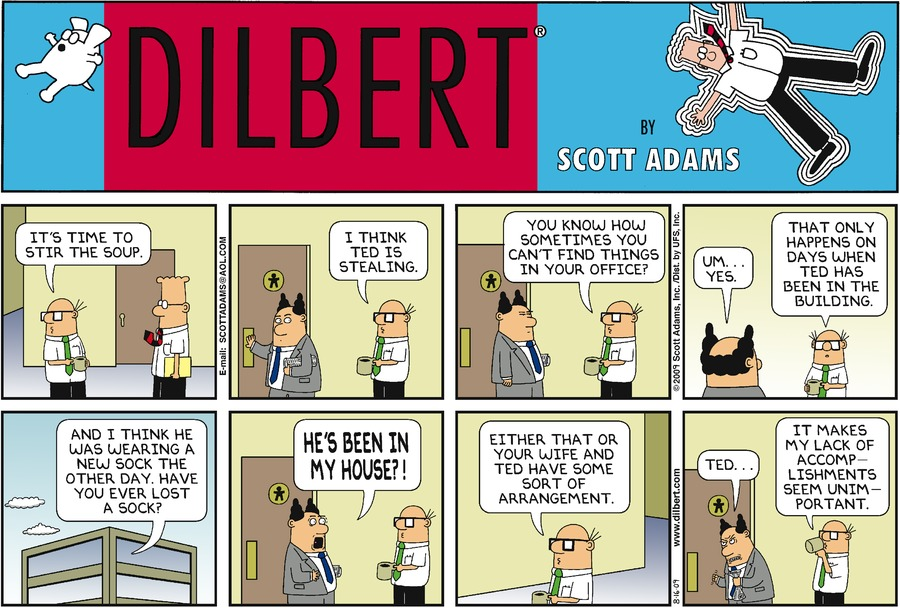 DILBERT®
BY
SCOTT ADAMS
IT'S TIME TO
STIR THE SOUP.
E-mail: SCOTTADAMS@AOL.COM
I THINK
TED IS
STEALING.
YOU KNOW HOW
SOMETIMES YOU
CAN'T FIND THINGS
IN YOUR OFFICE?
©2009 Scott Adams, Inc./Dist. by UFS, Inc.
UM...
YES.
THAT ONLY
HAPPENS ON
DAYS WHEN
TED HAS
BEEN IN THE
BUILDING.
AND I THINK HE
WAS WEARING A
NEW SOCK THE
OTHER DAY. HAVE
YOU EVER LOST
A SOCK?
HE'S BEEN IN
MY HOUSE?!
EITHER THAT OR
YOUR WIFE AND
TED HAVE SOME
SORT OF
ARRANGEMENT.
www.dilbert.com
8-16-09
TED...
IT MAKES
MY LACK OF
ACCOMP-
LISHMENTS
SEEM UNIM-
PORTANT.